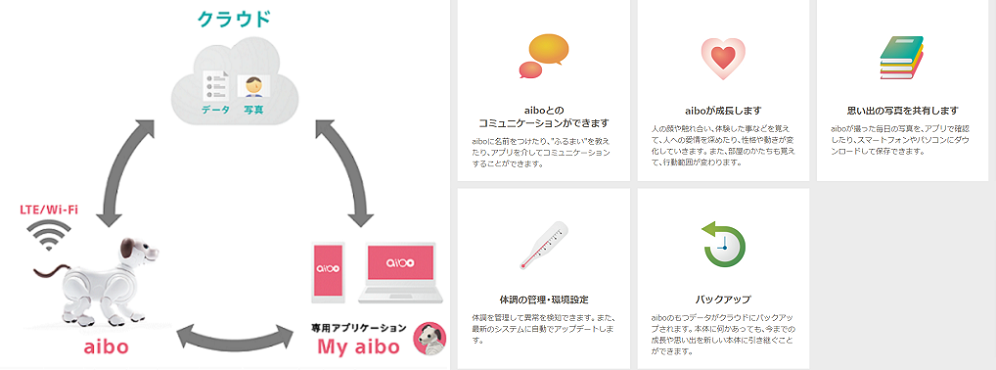 クラウド
データ 写真
LTE/Wi-Fi
aibo
aibo
aibo
専用アプリケーション
My aibo
aiboとの
コミュニケーションができます
aiboに名前をつけたり、"ふるまい"を教え
たり、アプリを介してコミュニケーション
することができます。
aiboが成長します
人の顔や触れ合い、体験した事などを覚え
て、人への愛情を深めたり、性格や動きが変
化していきます。また、部屋のかたちも覚え
て、行動範囲が変わります。
思い出の写真を共有します
aiboが撮った毎日の写真を、アプリで確認
したり、スマートフォンやパソコンにダウ
ンロードして保存できます。
体調の管理・環境設定
体調を管理して異常を検知できます。また、
最新のシステムに自動でアップデートしま
す。
バックアップ
aiboのもつデータがクラウドにバックアッ
プされます。本体に何かあっても、今までの
成長や思い出を新しい本体に引き継ぐこと
ができます。